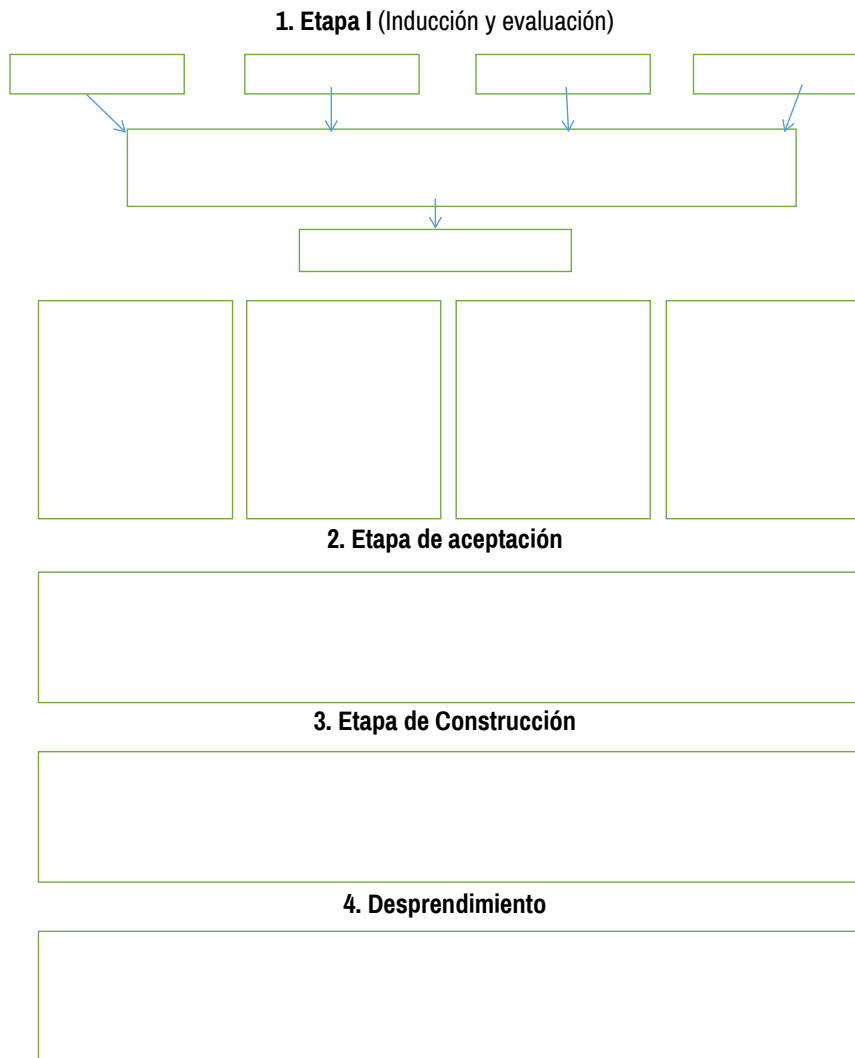 1. Etapa I (Inducción y evaluación)
2. Etapa de aceptación
3. Etapa de Construcción
4. Desprendimiento